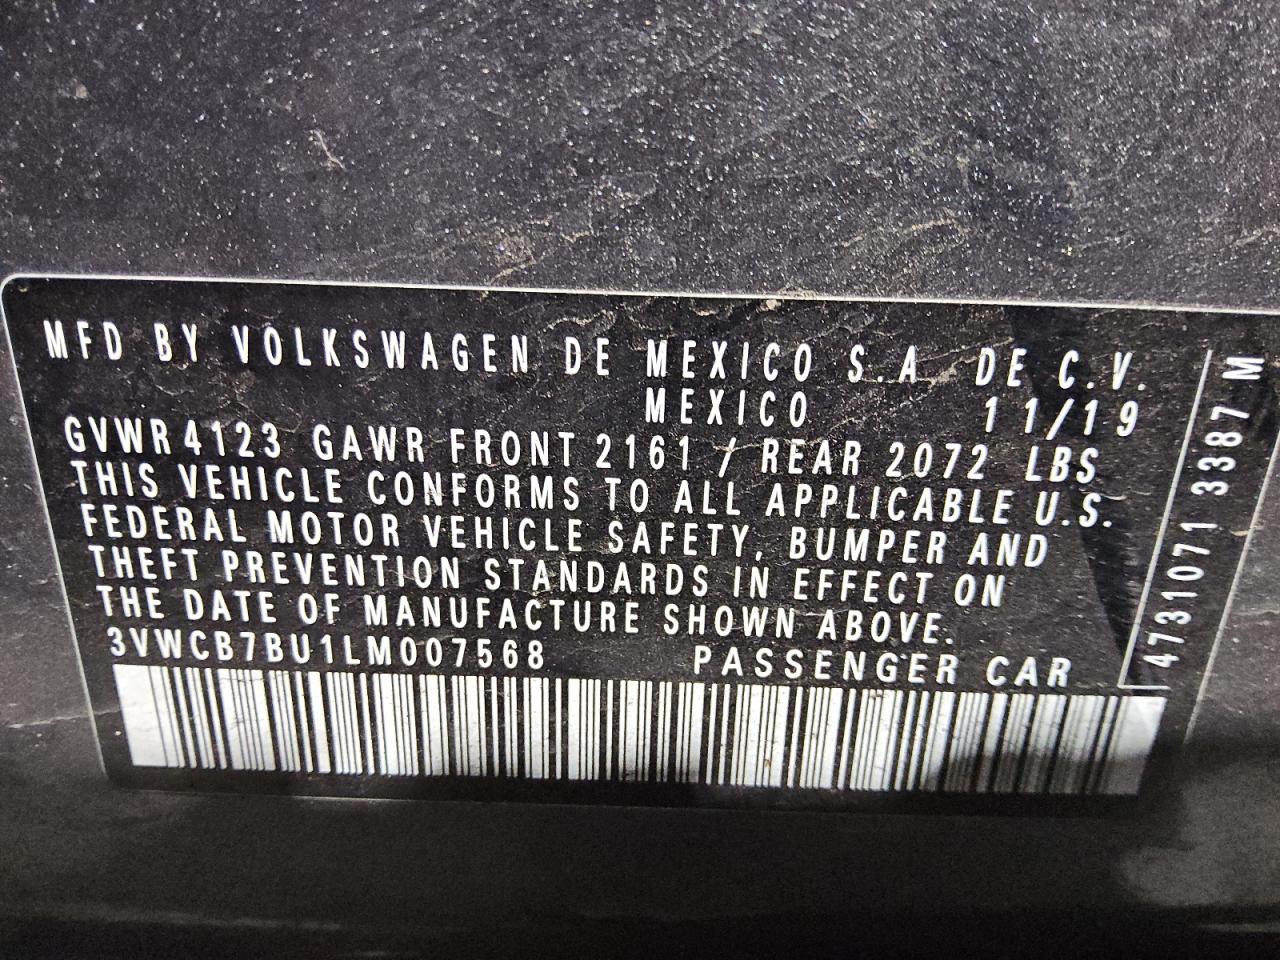 MFD BY VOLKSWAGEN DE MEXICO S.A. DE C.V.
MEXICO 11/19
GVWR 4123 GAWR FRONT 2161 / REAR 2072 LBS
THIS VEHICLE CONFORMS TO ALL APPLICABLE U.S.
FEDERAL MOTOR VEHICLE SAFETY, BUMPER AND
THEFT PREVENTION STANDARDS IN EFFECT ON
THE DATE OF MANUFACTURE SHOWN ABOVE.
3VWCB7BU1LM007568 PASSENGER CAR
4731071 3387 M